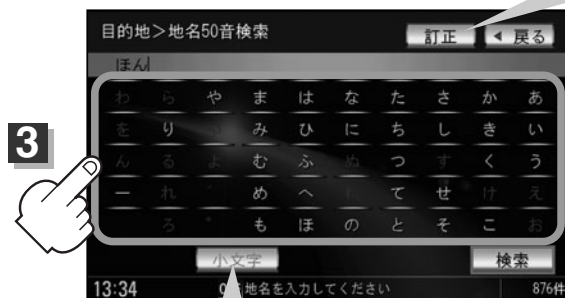 目的地>地名50音検索 訂正 ◀ 戻る
ほん
わ ら や ま は な た さ か あ
を り み ひ に ち し き い
ん る よ む ふ ぬ つ す く う
ー れ め へ て せ け え
ろ も ほ の と そ こ お
小文字 検索
13:34 地名を入力してください 876件
3